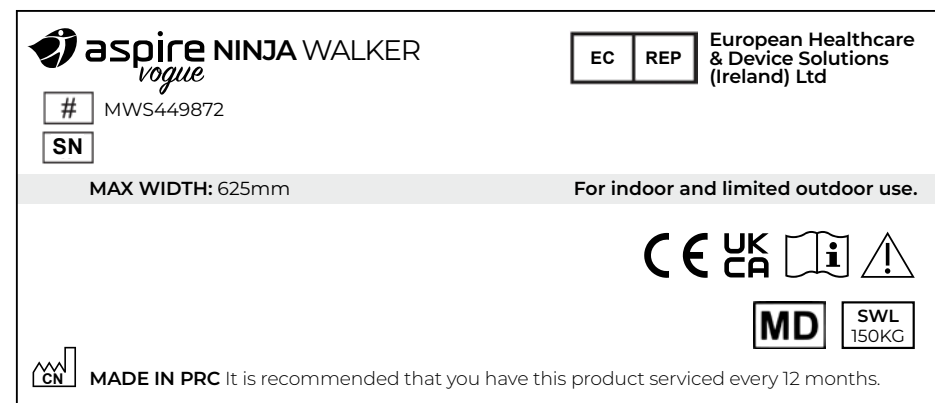 aspire NINJA WALKER
vogue
# MWS449872
SN
EC REP
European Healthcare
& Device Solutions
(Ireland) Ltd
MAX WIDTH: 625mm
For indoor and limited outdoor use.
CE UK CA i !
MD
SWL
150KG
CN
MADE IN PRC It is recommended that you have this product serviced every 12 months.